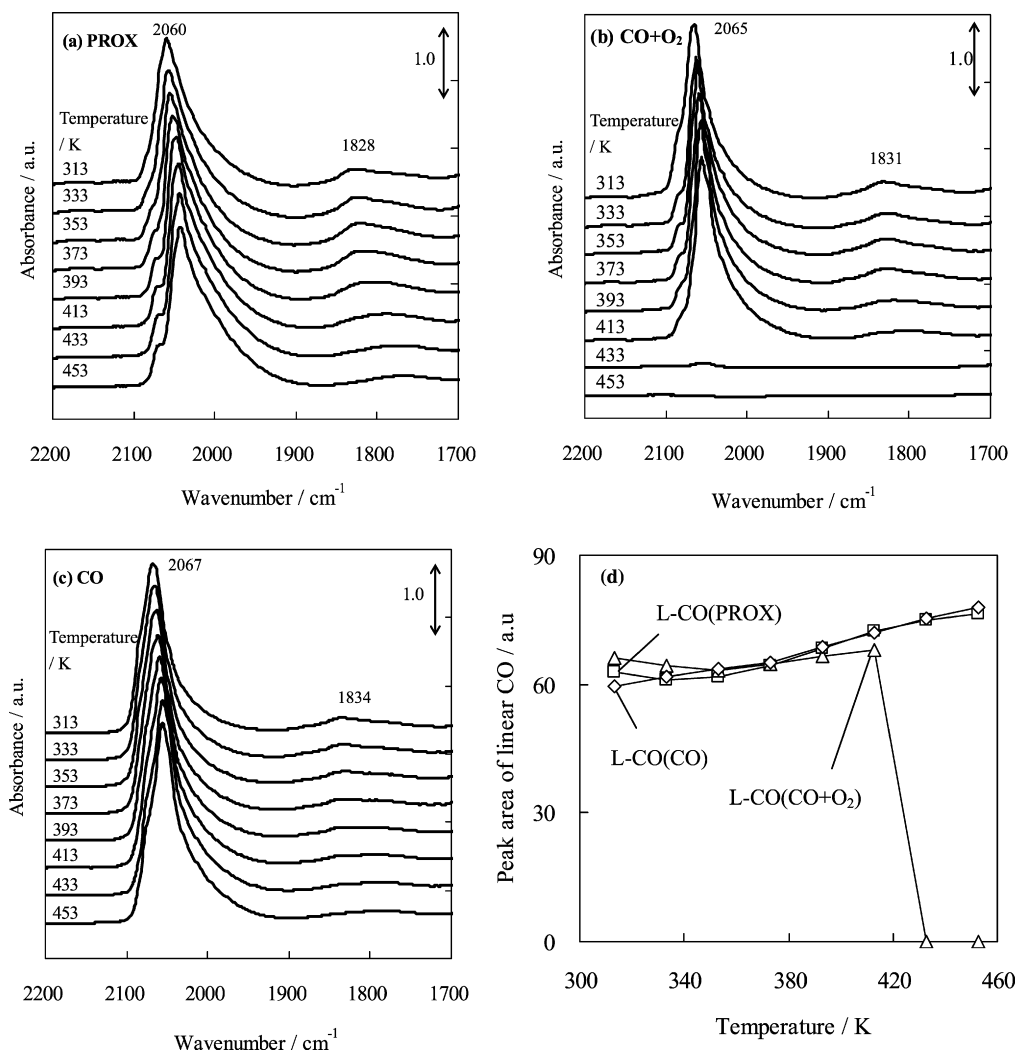 (a) PROX
2060
1.0
Temperature
/ K
1828
313
333
353
373
393
413
433
453
Absorbance / a.u.
2200 2100 2000 1900 1800 1700
Wavenumber / cm-1
(b) CO+O2
2065
1.0
Temperature
/ K
1831
313
333
353
373
393
413
433
453
Absorbance / a.u.
2200 2100 2000 1900 1800 1700
Wavenumber / cm-1
(c) CO
2067
1.0
Temperature
/ K
1834
313
333
353
373
393
413
433
453
Absorbance / a.u.
2200 2100 2000 1900 1800 1700
Wavenumber / cm-1
90
(d)
L-CO(PROX)
60
L-CO(CO)
L-CO(CO+O2)
30
0
Peak area of linear CO / a.u
300 340 380 420 460
Temperature / K